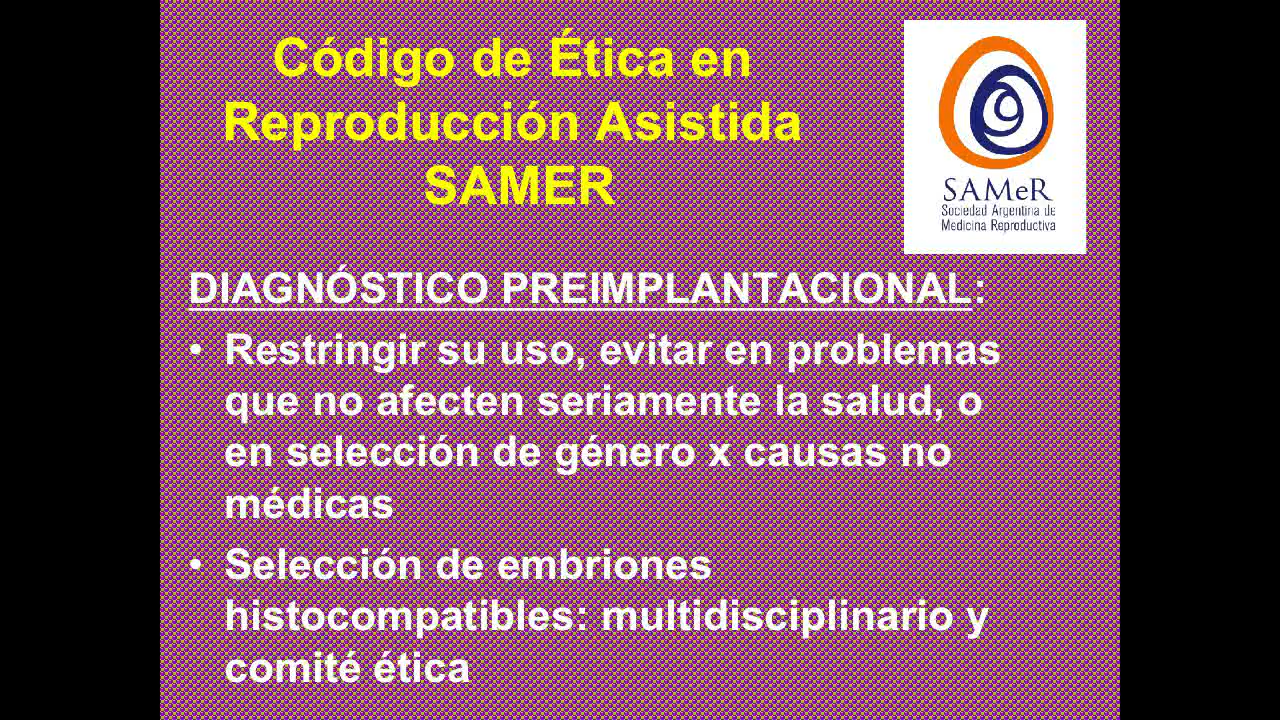 Código de Ética en
Reproducción Asistida
SAMER
SAMeR
Sociedad Argentina de
Medicina Reproductiva
DIAGNÓSTICO PREIMPLANTACIONAL:
• Restringir su uso, evitar en problemas
que no afecten seriamente la salud, o
en selección de género x causas no
médicas
• Selección de embriones
histocompatibles: multidisciplinario y
comité ética